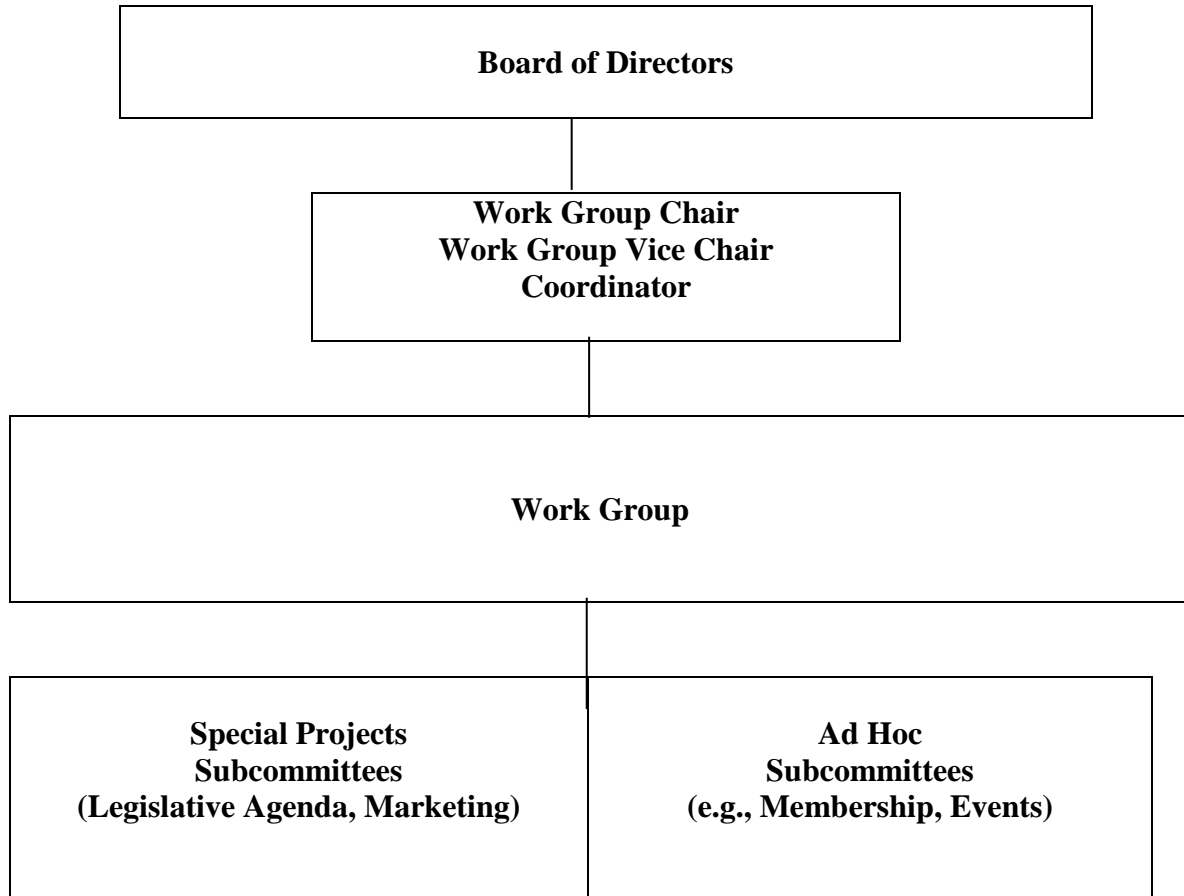 Board of Directors
Work Group Chair
Work Group Vice Chair
Coordinator
Work Group
Special Projects
Subcommittees
(Legislative Agenda, Marketing)
Ad Hoc
Subcommittees
(e.g., Membership, Events)